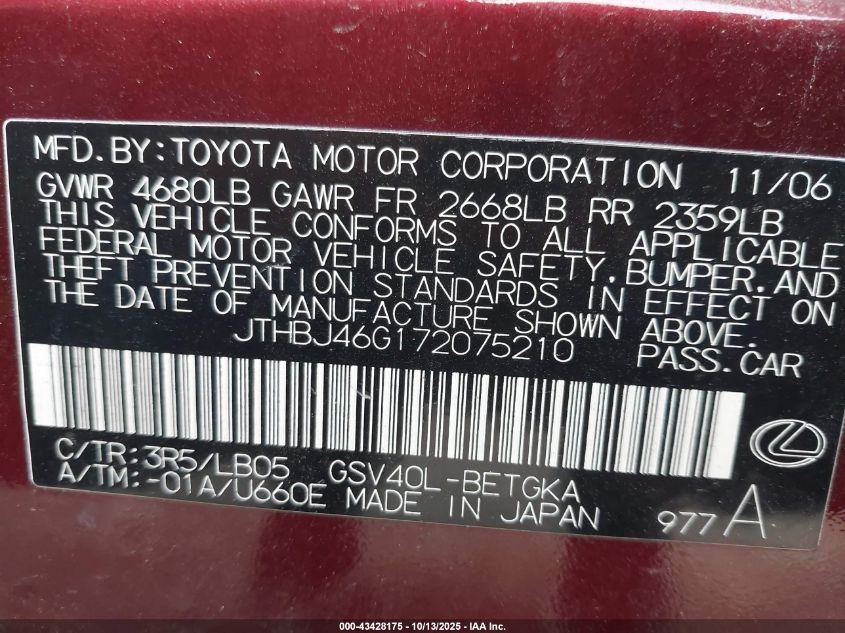 MFD.BY:TOYOTA MOTOR CORPORATION 11/06
GVWR 4680LB GAWR FR 2668LB RR 2359LB
THIS VEHICLE CONFORMS TO ALL APPLICABLE
FEDERAL MOTOR VEHICLE SAFETY,BUMPER,AND
THEFT PREVENTION STANDARDS IN EFFECT ON
THE DATE OF MANUFACTURE SHOWN ABOVE.
JTHBJ46G172075210 PASS.CAR
C/TR:3R5/LB05 GSV40L-BETGKA
A/TM:-01A/U660E MADE IN JAPAN 977 A
000-43428175 - 10/13/2025 - IAA Inc.